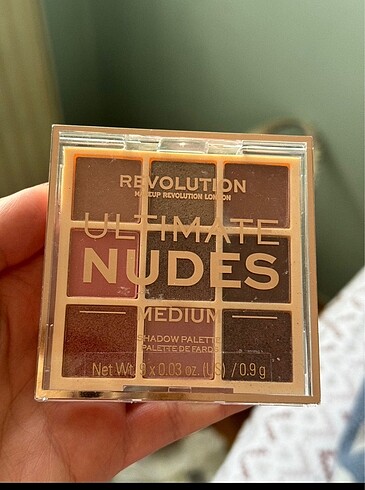 REVOLUTION
MAKEUP REVOLUTION LONDON
ULTIMATE
NUDES
MEDIUM
SHADOW PALETTE
PALETTE DE FARDS
Net Wt. 9 x 0.03 oz. (US) / 0.9 g